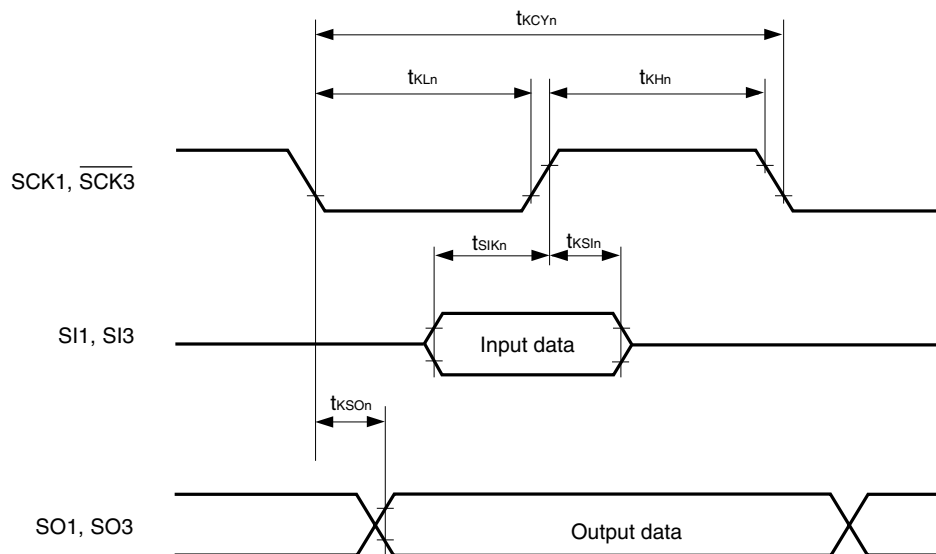 tKCYn
tKLn
tKHn
SCK1, SCK3
tSIKn
tKSIn
SI1, SI3
Input data
tKSOn
SO1, SO3
Output data